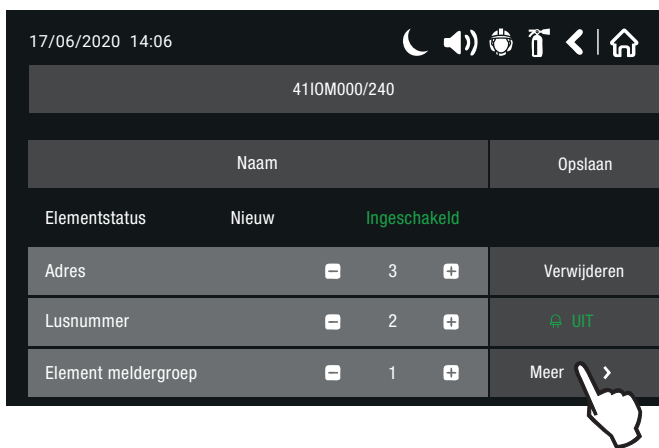 17/06/2020 14:06
41IOM000/240
Naam Opslaan
Elementstatus Nieuw Ingeschakeld
Adres 3 Verwijderen
Lusnummer 2 UIT
Element meldergroep 1 Meer